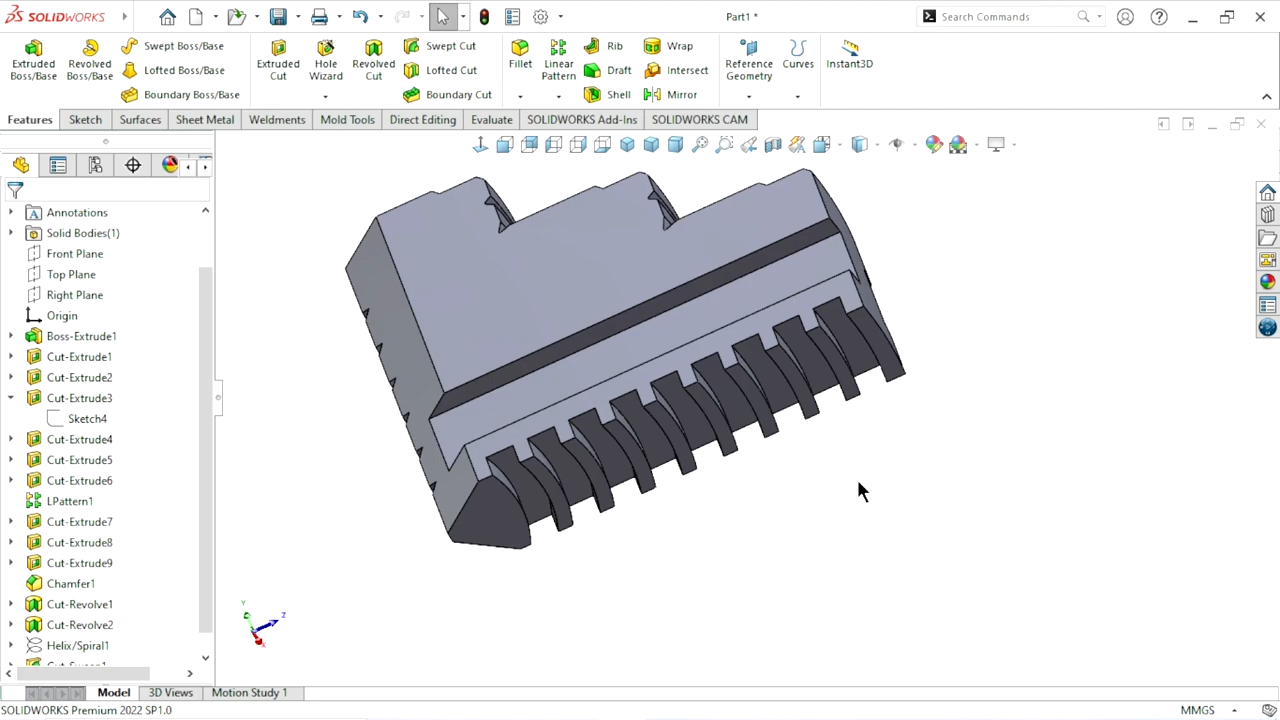 SOLIDWORKS
Part1 *
Search Commands
Extruded Boss/Base
Revolved Boss/Base
Swept Boss/Base
Lofted Boss/Base
Boundary Boss/Base
Extruded Cut
Hole Wizard
Revolved Cut
Swept Cut
Lofted Cut
Boundary Cut
Fillet
Linear Pattern
Rib
Draft
Shell
Wrap
Intersect
Mirror
Reference Geometry
Curves
Instant3D
Features Sketch Surfaces Sheet Metal Weldments Mold Tools Direct Editing Evaluate SOLIDWORKS Add-Ins SOLIDWORKS CAM
Annotations
Solid Bodies(1)
Front Plane
Top Plane
Right Plane
Origin
Boss-Extrude1
Cut-Extrude1
Cut-Extrude2
Cut-Extrude3
Sketch4
Cut-Extrude4
Cut-Extrude5
Cut-Extrude6
LPattern1
Cut-Extrude7
Cut-Extrude8
Cut-Extrude9
Chamfer1
Cut-Revolve1
Cut-Revolve2
Helix/Spiral1
Cut-Sweep1
Y
Z
X
Model 3D Views Motion Study 1
SOLIDWORKS Premium 2022 SP1.0
MMGS